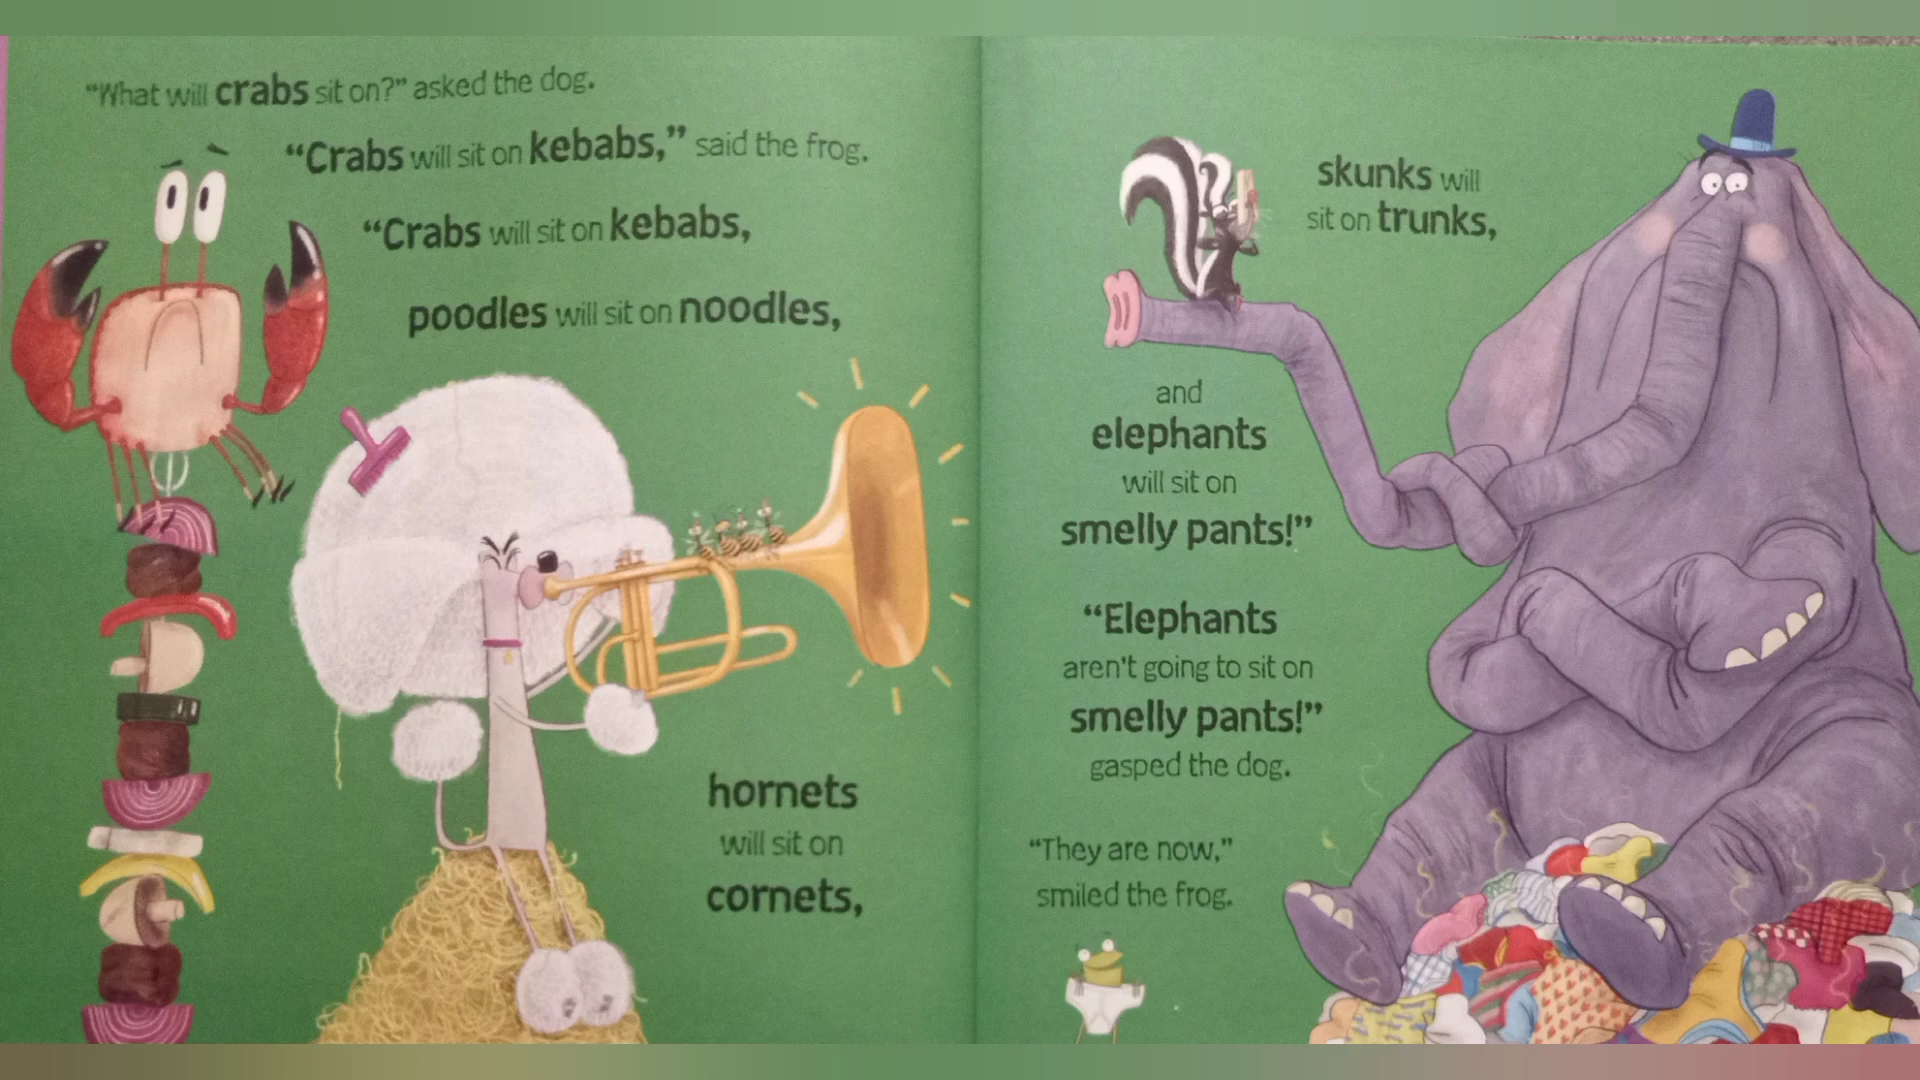 “What will crabs sit on?” asked the dog.
“Crabs will sit on kebabs,” said the frog.
“Crabs will sit on kebabs,
poodles will sit on noodles,
hornets
will sit on
cornets,
skunks will
sit on trunks,
and
elephants
will sit on
smelly pants!”
“Elephants
aren't going to sit on
smelly pants!”
gasped the dog.
“They are now,”
smiled the frog.